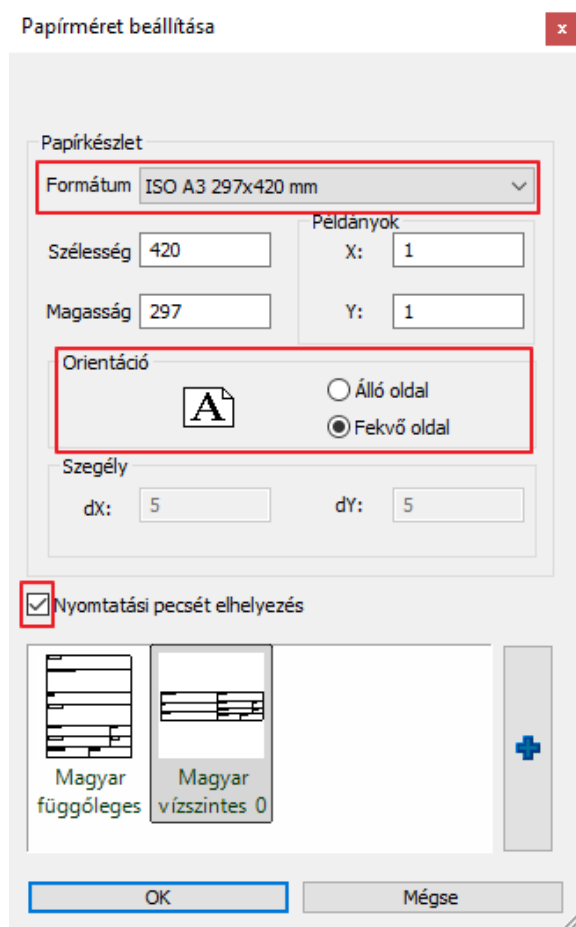 Papírméret beállítása
x
Papírkészlet
Formátum ISO A3 297x420 mm
Példányok
Szélesség 420 X: 1
Magasság 297 Y: 1
Orientáció
A
Álló oldal
Fekvő oldal
Szegély
dX: 5 dY: 5
Nyomtatási pecsét elhelyezés
Magyar függőleges
Magyar vízszintes 0
OK Mégse